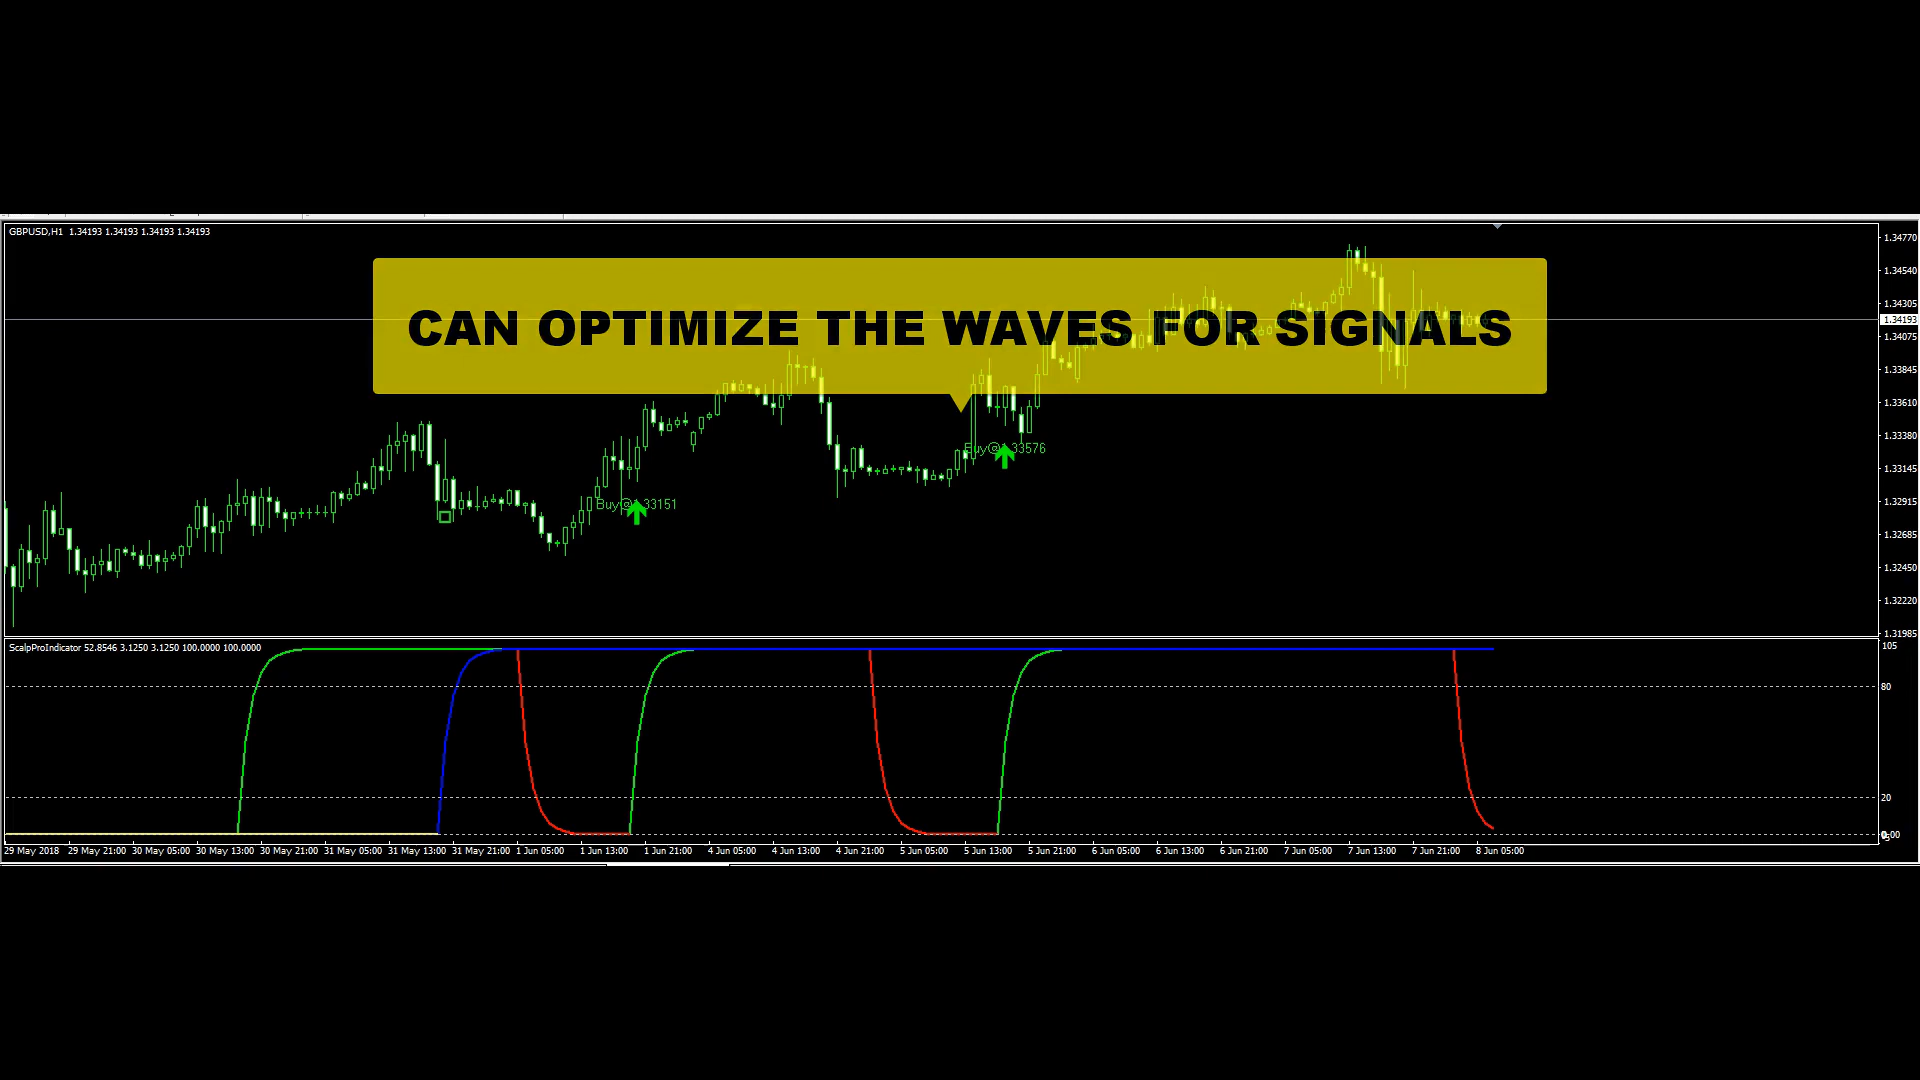 GBPUSD,H1 1.34193 1.34193 1.34193 1.34193
CAN OPTIMIZE THE WAVES FOR SIGNALS
1.34770
1.34540
1.34305
1.34193
1.34075
1.33845
1.33610
1.33380
1.33145
1.32915
1.32685
1.32450
1.32220
1.31985
Buy@1.33576
Buy@1.33151
ScalpProIndicator 52.8546 3.1250 3.1250 100.0000 100.0000
105
80
20
29 May 2018 29 May 21:00 30 May 05:00 30 May 13:00 30 May 21:00 31 May 05:00 31 May 13:00 31 May 21:00 1 Jun 05:00 1 Jun 13:00 1 Jun 21:00 4 Jun 05:00 4 Jun 13:00 4 Jun 21:00 5 Jun 05:00 5 Jun 13:00 5 Jun 21:00 6 Jun 05:00 6 Jun 13:00 6 Jun 21:00 7 Jun 05:00 7 Jun 13:00 7 Jun 21:00 8 Jun 05:00